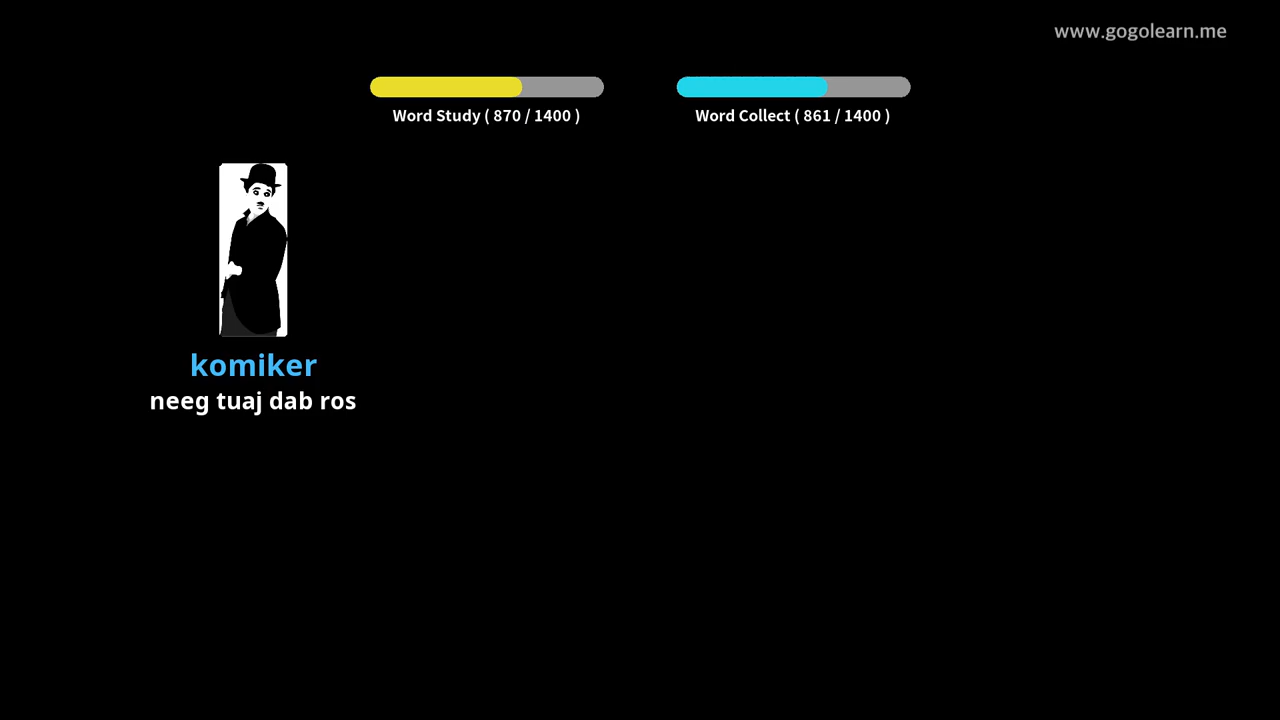 www.gogolearn.me
Word Study ( 870 / 1400 )
Word Collect ( 861 / 1400 )
komiker
neeg tuaj dab ros